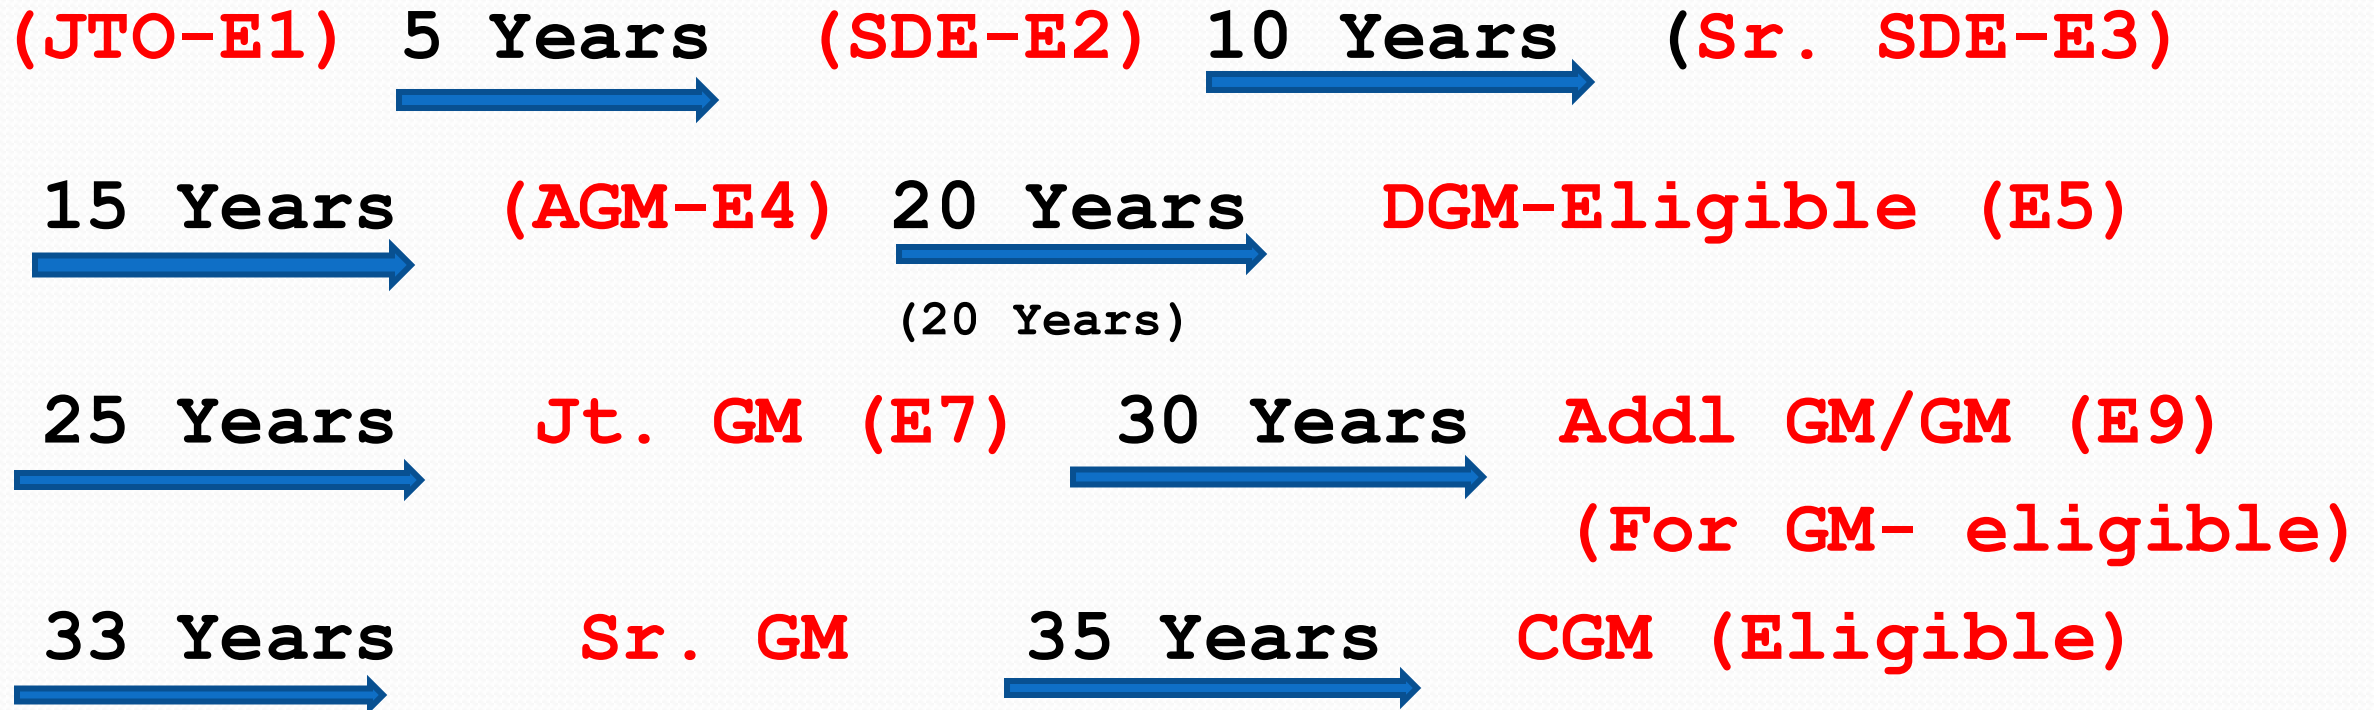 (JTO-E1) 5 Years (SDE-E2) 10 Years (Sr. SDE-E3)
15 Years (AGM-E4) 20 Years DGM-Eligible (E5)
(20 Years)
25 Years Jt. GM (E7) 30 Years Addl GM/GM (E9)
(For GM- eligible)
33 Years Sr. GM 35 Years CGM (Eligible)